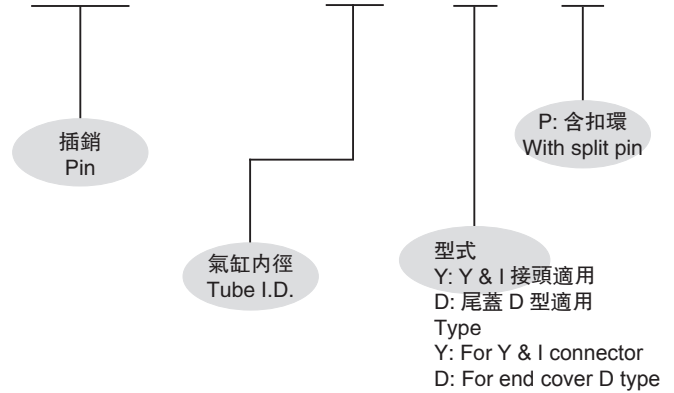 插銷
Pin
氣缸内徑
Tube I.D.
型式
Y: Y & I 接頭適用
D: 尾蓋 D 型適用
Type
Y: For Y & I connector
D: For end cover D type
P: 含扣環
With split pin